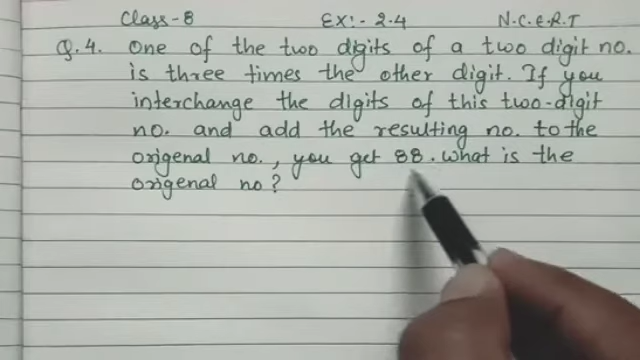 Class-8 EX:- 2.4 N.C.E.R.T
Q.4. One of the two digits of a two digit no.
is three times the other digit. If you
interchange the digits of this two-digit
no. and add the resulting no. to the
origenal no., you get 88. what is the
origenal no?